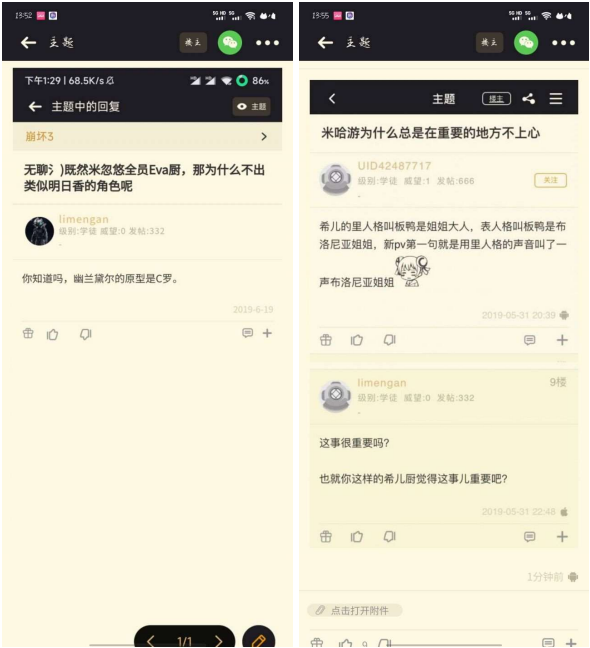 13:52
5G HD 5G
主题
楼主
下午1:29 | 68.5K/s
86%
主题中的回复
主题
崩坏3
无聊氵)既然米忽悠全员Eva厨，那为什么不出
类似明日香的角色呢
limengan
级别:学徒 威望:0 发帖:332
你知道吗，幽兰黛尔的原型是C罗。
2019-6-19
1/1
13:55
5G HD 5G
主题
楼主
主题
楼主
米哈游为什么总是在重要的地方不上心
UID42487717
级别:学徒 威望:1 发帖:666
关注
希儿的里人格叫板鸭是姐姐大人，表人格叫板鸭是布
洛尼亚姐姐，新pv第一句就是用里人格的声音叫了一
声布洛尼亚姐姐
2019-05-31 20:39
limengan
9楼
级别:学徒 威望:0 发帖:332
这事很重要吗?
也就你这样的希儿厨觉得这事儿重要吧?
2019-05-31 22:48
1分钟前
点击打开附件
9